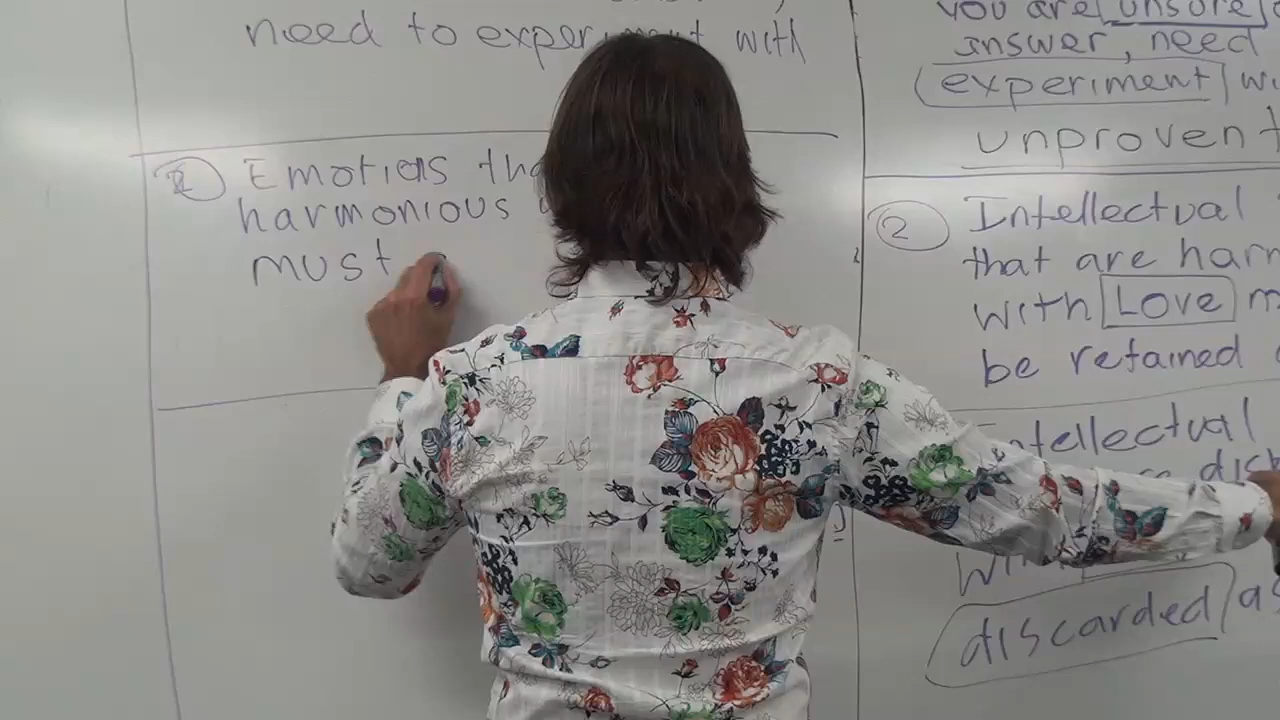 need to experiment with
2 Emotions tha
harmonious
must
you are unsure
answer, need
experiment wi
unproven t
2 Intellectual
that are harm
with Love m
be retained
Intellectual
disha
discarded as